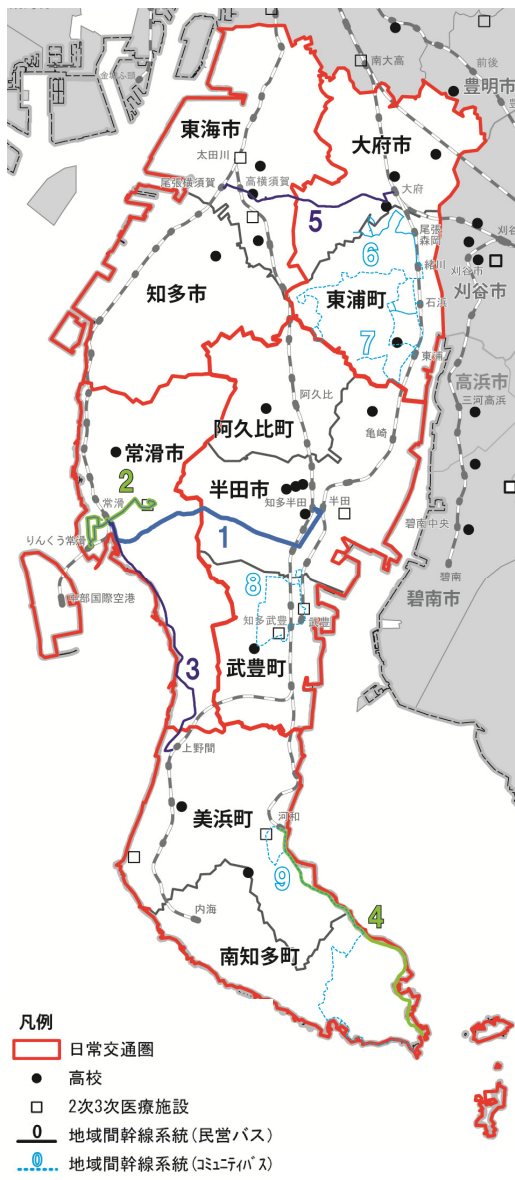 金城ふ頭
南大高
前後
豊明市
東海市
太田川
大府市
尾張横須賀
高横須賀
大府
5
尾張
森岡
刈谷
6
緒川
刈谷市
知多市
東浦町
石浜
刈谷市
7
東浦
高浜市
三河高浜
阿久比
阿久比町
亀崎
常滑市
2
半田市
常滑
知多半田
半田
碧南中央
りんくう常滑
1
碧南
8
中部国際空港
碧南市
知多武豊
武豊
3
武豊町
上野間
美浜町
河和
9
内海
4
南知多町
凡例
日常交通圏
高校
2次3次医療施設
0 地域間幹線系統(民営バス)
0 地域間幹線系統(コミュニティバス)